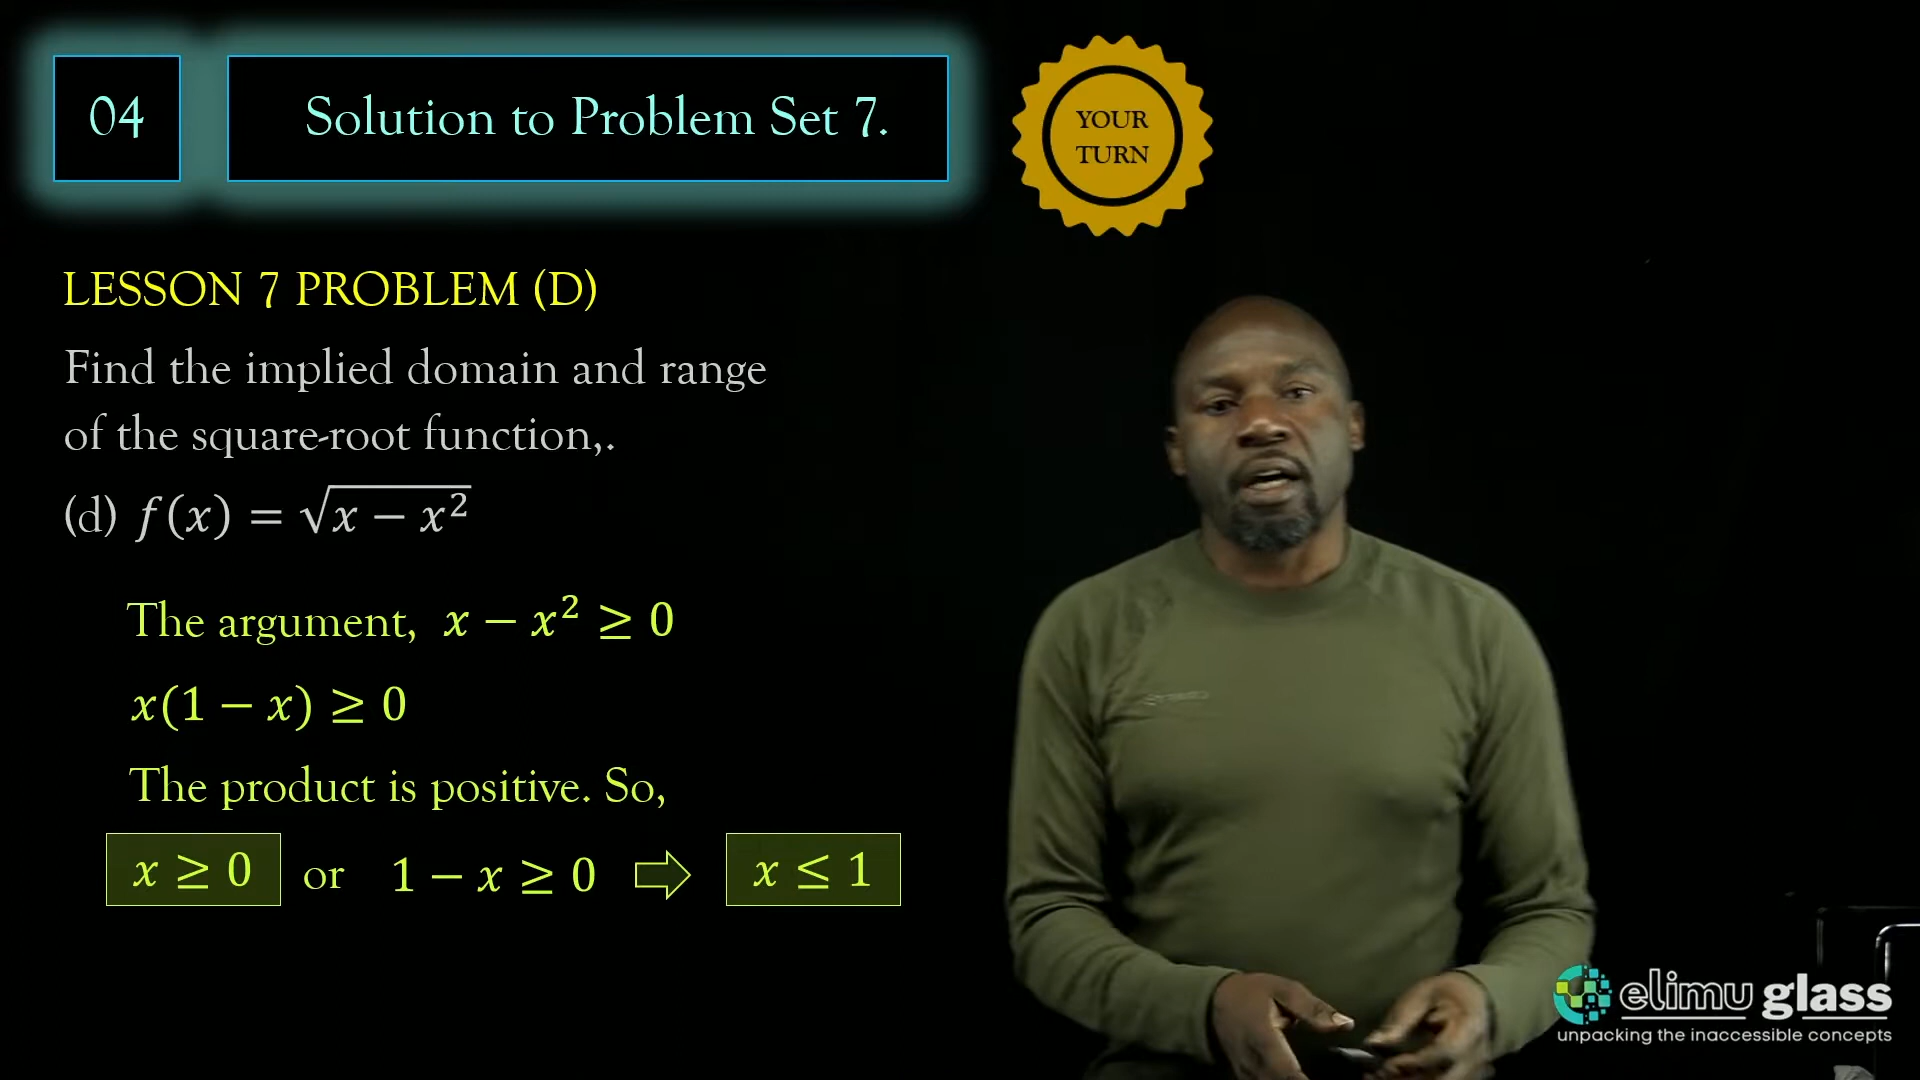 04
Solution to Problem Set 7.
YOUR
TURN
LESSON 7 PROBLEM (D)
Find the implied domain and range
of the square-root function,.
(d) f(x) = √(x − x²)
The argument, x − x² ≥ 0
x(1 − x) ≥ 0
The product is positive. So,
x ≥ 0 or 1 − x ≥ 0 ⇨ x ≤ 1
elimu glass
unpacking the inaccessible concepts